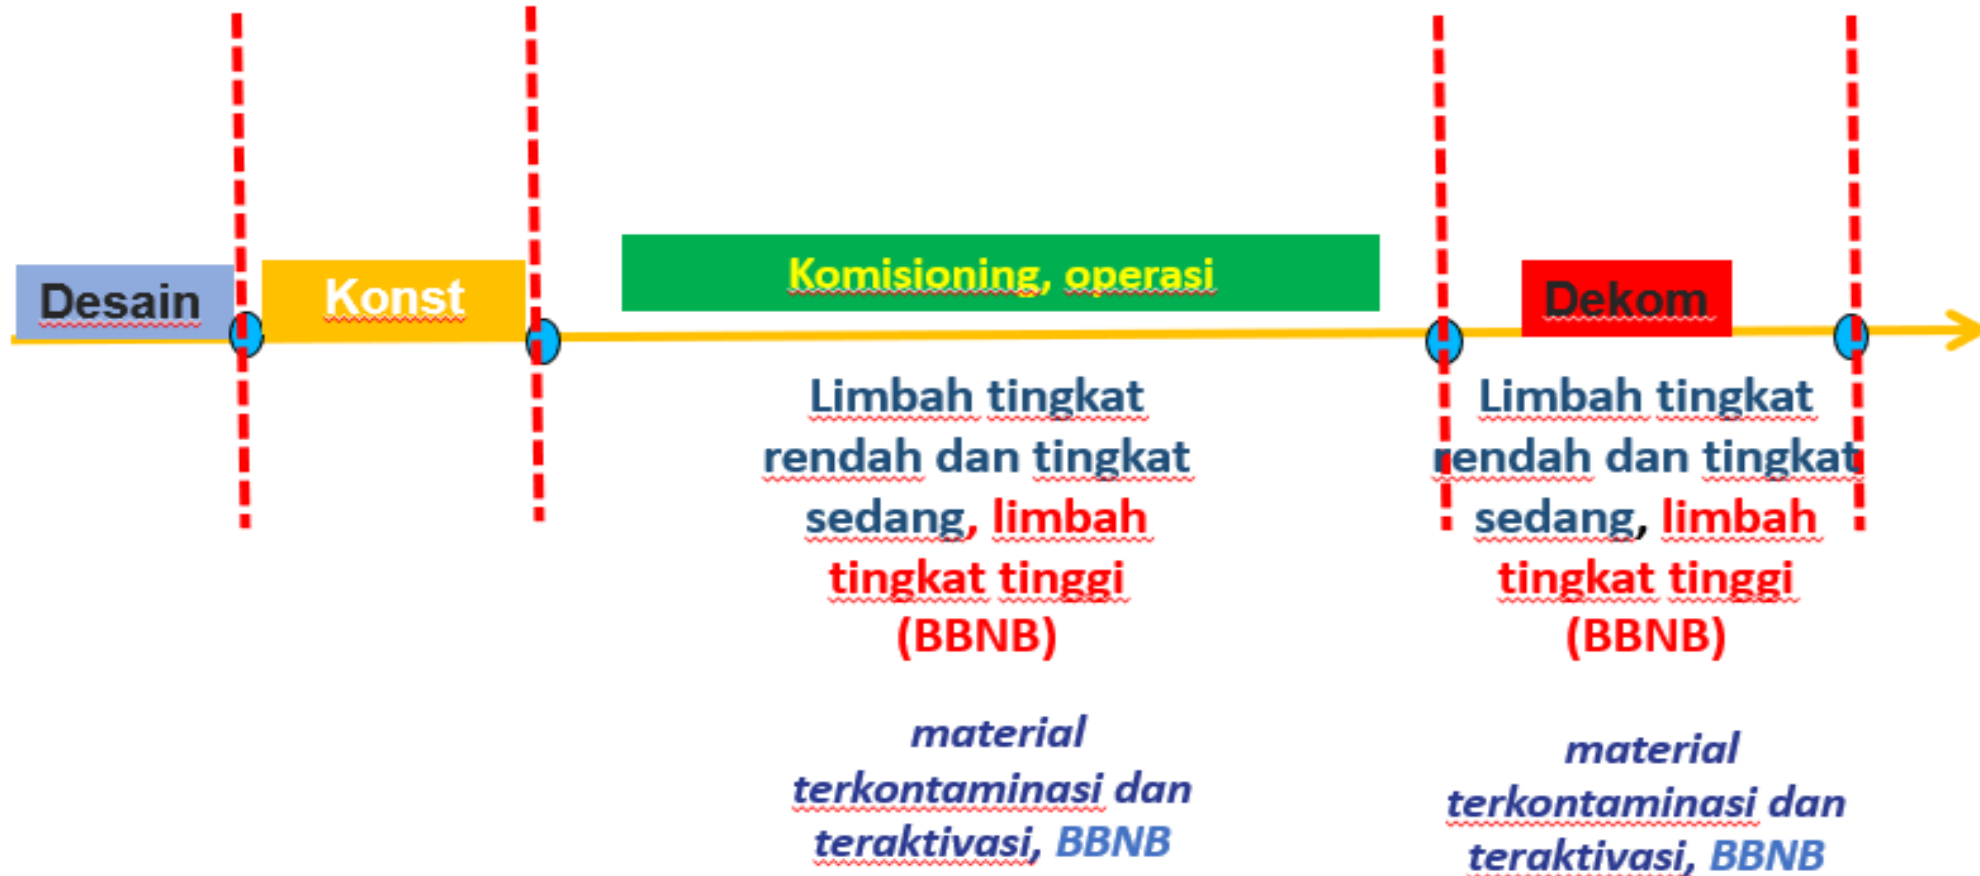 Desain
Konst
Komisioning, operasi
Dekom
Limbah tingkat
rendah dan tingkat
sedang, limbah
tingkat tinggi
(BBNB)
material
terkontaminasi dan
teraktivasi, BBNB
Limbah tingkat
rendah dan tingkat
sedang, limbah
tingkat tinggi
(BBNB)
material
terkontaminasi dan
teraktivasi, BBNB